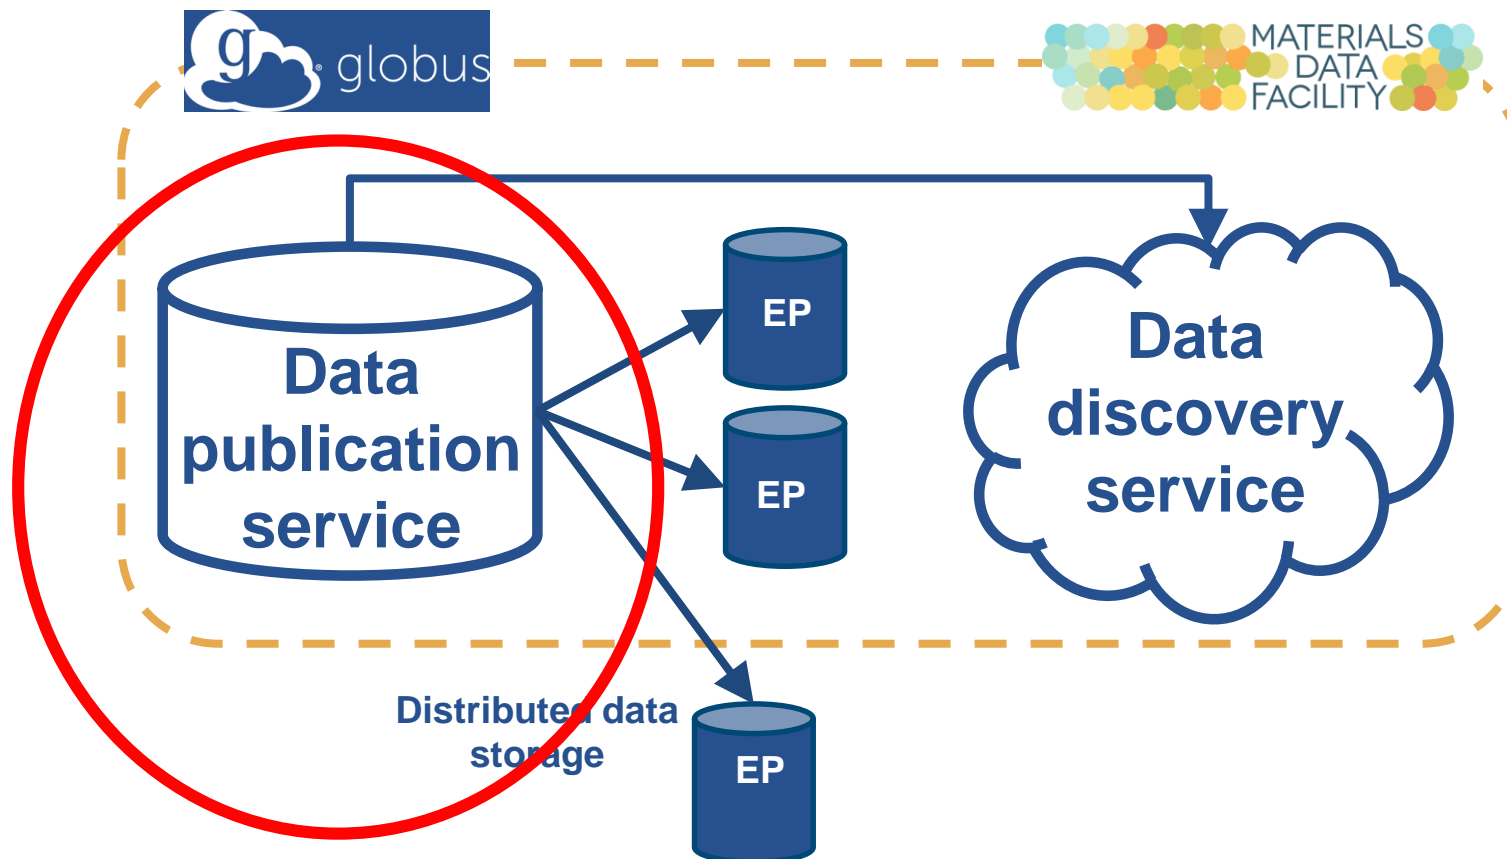 g globus
MATERIALS
DATA
FACILITY
Data
publication
service
EP
EP
Data
discovery
service
Distributed data
storage
EP